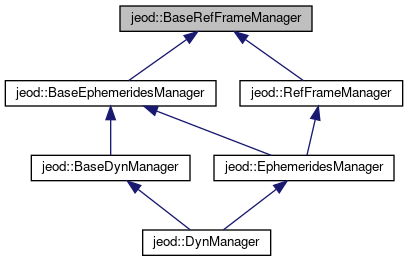 jeod::BaseRefFrameManager
jeod::BaseEphemeridesManager
jeod::RefFrameManager
jeod::BaseDynManager
jeod::EphemeridesManager
jeod::DynManager